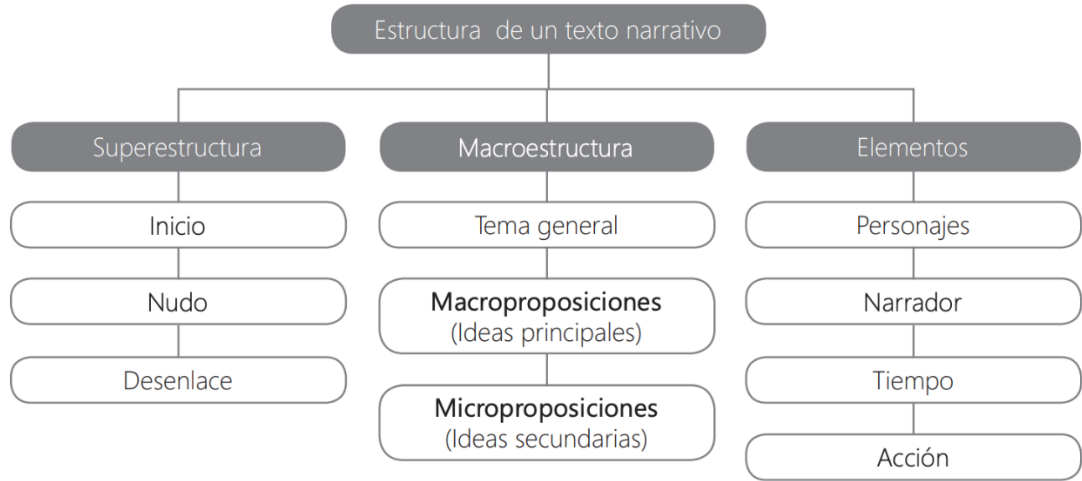 Estructura de un texto narrativo
Superestructura
Macroestructura
Elementos
Inicio
Tema general
Personajes
Nudo
Macroproposiciones
(Ideas principales)
Narrador
Desenlace
Microproposiciones
(Ideas secundarias)
Tiempo
Acción